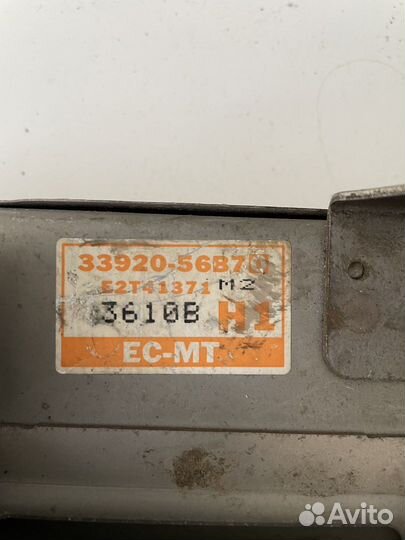 33920-56B70
E2T41371 M2
3610B H1
EC-MT
Avito